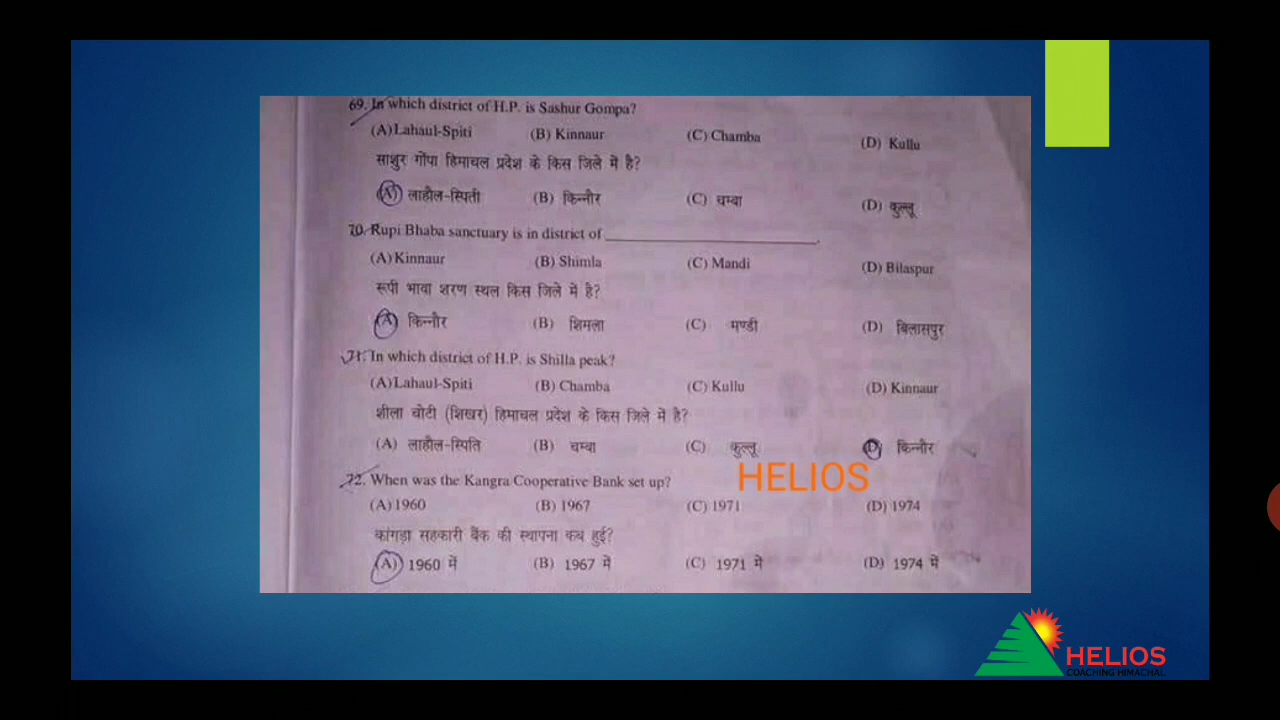 69. In which district of H.P. is Sashur Gompa?
(A) Lahaul-Spiti (B) Kinnaur (C) Chamba (D) Kullu
साशुर गोंपा हिमाचल प्रदेश के किस जिले में है?
(A) लाहौल-स्पिती (B) किन्नौर (C) चम्बा (D) कुल्लू
70. Rupi Bhaba sanctuary is in district of ____________________.
(A) Kinnaur (B) Shimla (C) Mandi (D) Bilaspur
रूपी भावा शरण स्थल किस जिले में है?
(A) किन्नौर (B) शिमला (C) मण्डी (D) बिलासपुर
71. In which district of H.P. is Shilla peak?
(A) Lahaul-Spiti (B) Chamba (C) Kullu (D) Kinnaur
शीला चोटी (शिखर) हिमाचल प्रदेश के किस जिले में है?
(A) लाहौल-स्पिति (B) चम्बा (C) कुल्लू (D) किन्नौर
HELIOS
72. When was the Kangra Cooperative Bank set up?
(A) 1960 (B) 1967 (C) 1971 (D) 1974
कांगड़ा सहकारी बैंक की स्थापना कब हुई?
(A) 1960 में (B) 1967 में (C) 1971 में (D) 1974 में
HELIOS
COACHING HIMACHAL